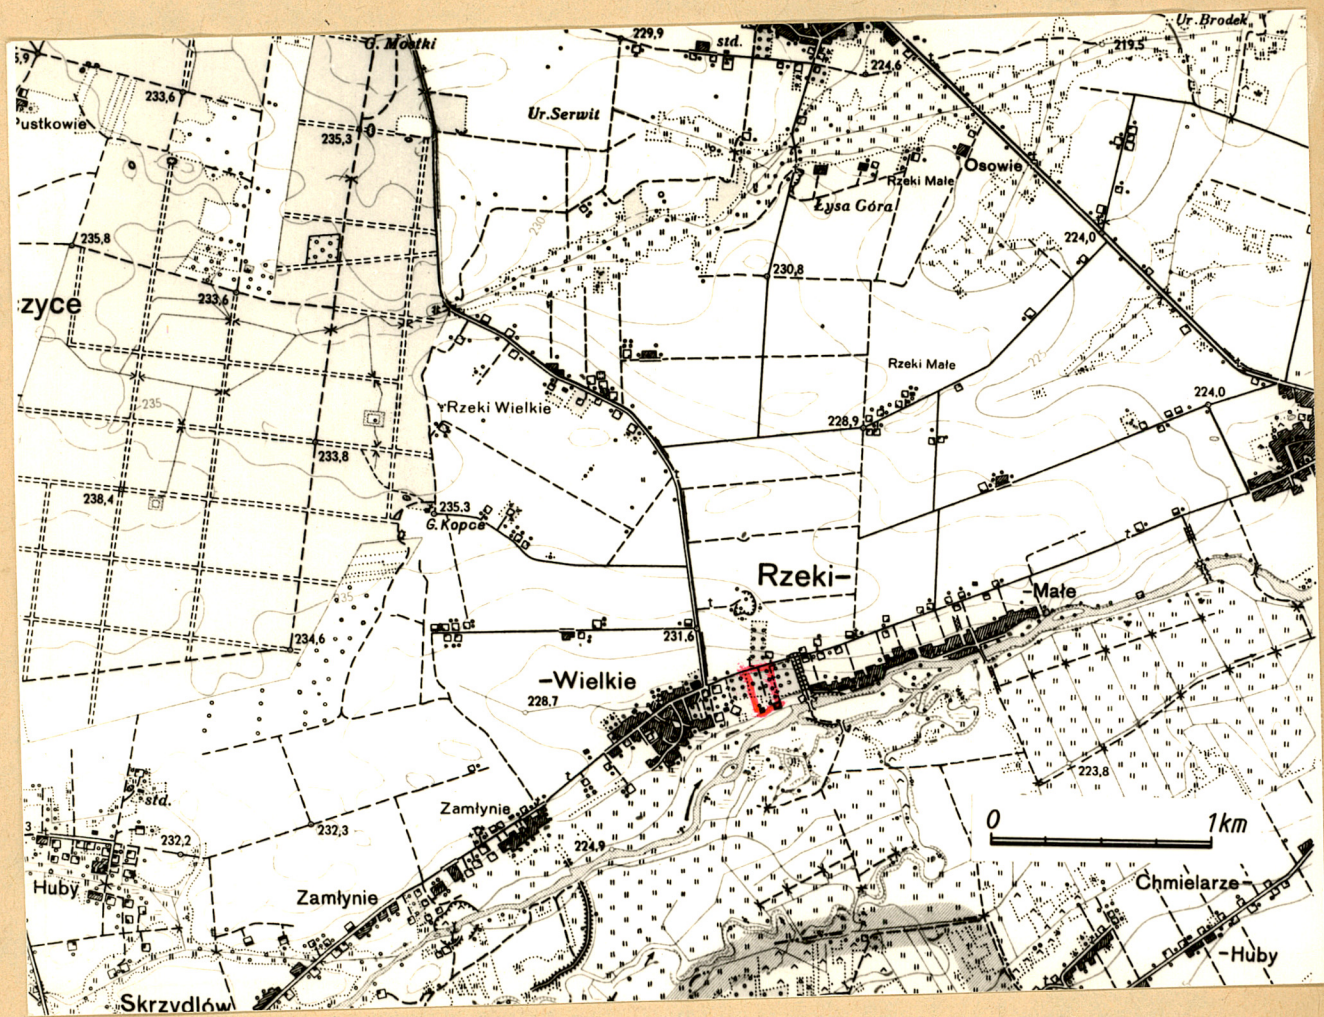 G. Mostki
229,9
std.
Ur. Brodek
219,5
224,6
5,9
233,6
Pustkowie
Ur. Serwit
235,3
Rzeki Małe
Osowie
Łysa Góra
230
235,8
224,0
230,8
233,6
zyce
225
Rzeki Małe
224.0
235
Rzeki Wielkie
228,9
233,8
238,4
235.3
G. Kopce
Rzeki-
-Małe
235
234,6
231,6
-Wielkie
228,7
223,8
std.
Zamłynie
0
1km
3
232,2
232,3
224,9
Huby
Zamłynie
Chmielarze-
-Huby
Skrzydlów